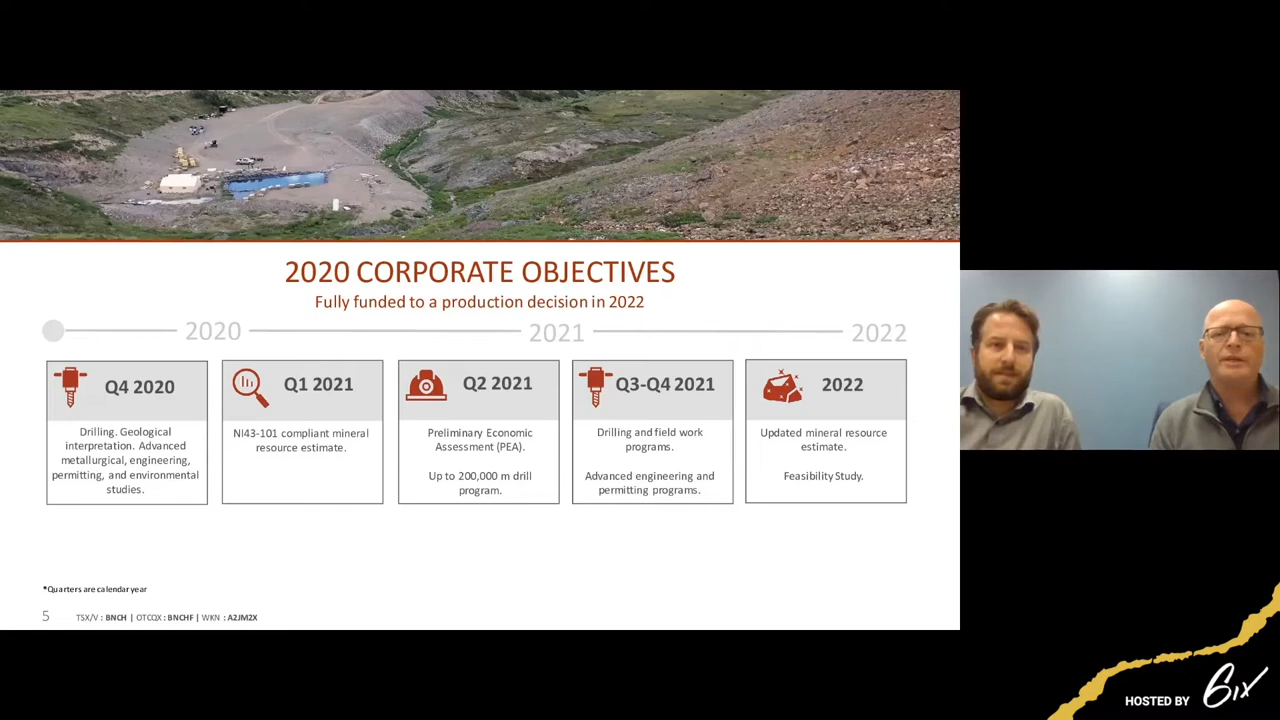 2020 CORPORATE OBJECTIVES
Fully funded to a production decision in 2022
2020
2021
2022
Q4 2020
Drilling. Geological
interpretation. Advanced
metallurgical, engineering,
permitting, and environmental
studies.
Q1 2021
NI43-101 compliant mineral
resource estimate.
Q2 2021
Preliminary Economic
Assessment (PEA).
Up to 200,000 m drill
program.
Q3-Q4 2021
Drilling and field work
programs.
Advanced engineering and
permitting programs.
2022
Updated mineral resource
estimate.
Feasibility Study.
*Quarters are calendar year
5 TSX/V : BNCH | OTCQX : BNCHF | WKN : A2JM2X
HOSTED BY 6ix